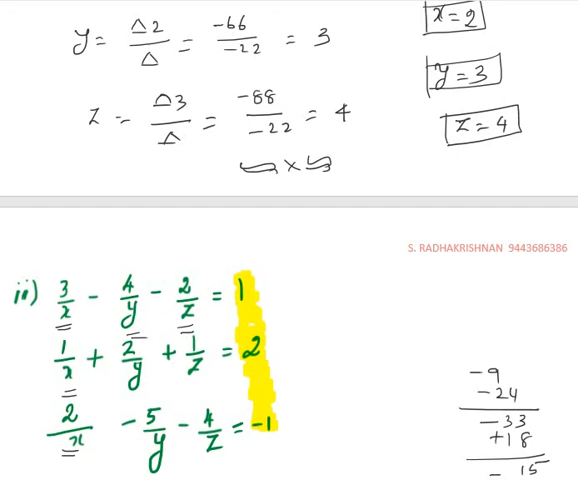 y = Δ2/Δ = -66/-22 = 3
x = 2
y = 3
z = Δ3/Δ = -88/-22 = 4
z = 4
S. RADHAKRISHNAN 9443686386
ii) 3/x - 4/y - 2/z = 1
1/x + 2/y + 1/z = 2
2/x - 5/y - 4/z = -1
-9
-24
-33
+18
- 15